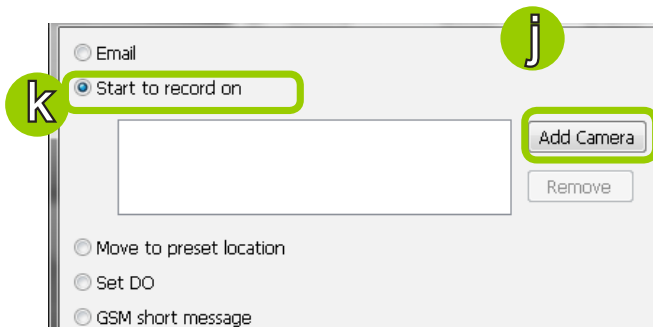 j
Email
k
Start to record on
Add Camera
Remove
Move to preset location
Set DO
GSM short message